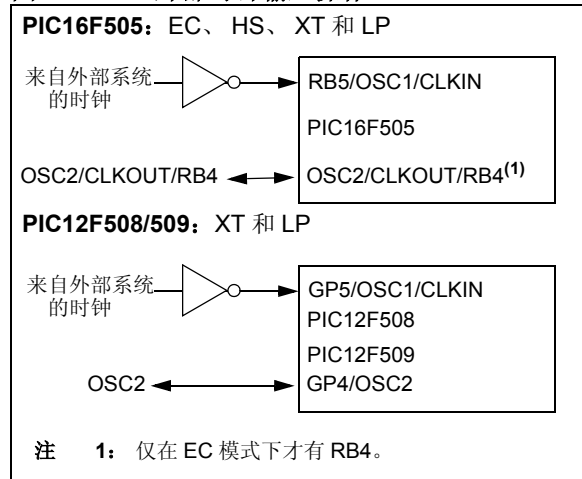 PIC16F505：EC、 HS、 XT 和 LP
来自外部系统
的时钟
RB5/OSC1/CLKIN
PIC16F505
OSC2/CLKOUT/RB4
OSC2/CLKOUT/RB4(1)
PIC12F508/509：XT 和 LP
来自外部系统
的时钟
GP5/OSC1/CLKIN
PIC12F508
PIC12F509
OSC2
GP4/OSC2
注 1： 仅在 EC 模式下才有 RB4。